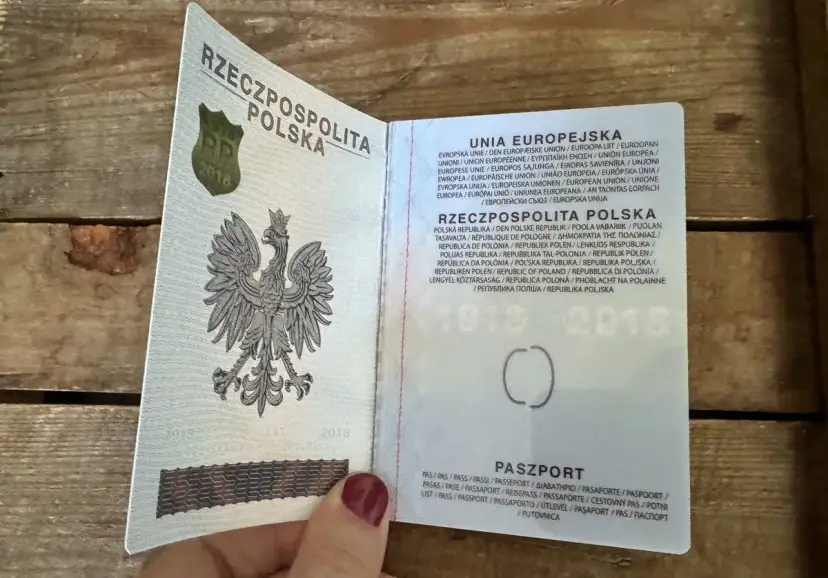 RZECZPOSPOLITA
POLSKA
RP
2018
1918 LAT 2018
UNIA EUROPEJSKA
ЕВРОПСКА UNIE / DEN EUROPÆISKE UNION / EUROOPA LIIT / EUROOPAN
UNIONI / UNION EUROPÉENNE / ΕΥΡΩΠΑΪΚΗ ΕΝΩΣΗ / UNIÓN EUROPEA /
EUROPESE UNIE / EUROPOS SĄJUNGA / EIROPAS SAVIENĪBA / UNJONI
EWROPEA / EUROPÄISCHE UNION / UNIÃO EUROPEIA / EURÓPSKA ÚNIA /
EVROPSKA UNIJA / EUROPEISKA UNIONEN / EUROPEAN UNION / UNIONE
EUROPEA / EURÓPAI UNIÓ / UNIUNEA EUROPEANĂ / AN TAONTAS EORPACH
/ ЕВРОПЕЙСКИ СЪЮЗ / EUROPSKA UNIJA
RZECZPOSPOLITA POLSKA
POLSKÁ REPUBLIKA / DEN POLSKE REPUBLIK / POOLA VABARIIK / PUOLAN
TASAVALTA / RÉPUBLIQUE DE POLOGNE / ΔΗΜΟΚΡΑΤΙΑ ΤΗΣ ΠΟΛΩΝΙΑΣ /
REPÚBLICA DE POLONIA / REPUBLIEK POLEN / LENKIJOS RESPUBLIKA /
POLIJAS REPUBLIKA / REPUBBLIKA TAL-POLONJA / REPUBLIK POLEN /
REPÚBLICA DA POLÓNIA / POĽSKÁ REPUBLIKA / REPUBLIKA POLJSKA /
REPUBLIKEN POLEN / REPUBLIC OF POLAND / REPUBBLICA DI POLONIA /
LENGYEL KÖZTÁRSASÁG / REPUBLICA POLONĂ / PHOBLACHT NA POLAINNE
/ РЕПУБЛИКА ПОЛША / REPUBLIKA POLJSKA
1918 2018
PASZPORT
PAS / PAS / PASS / PASSI / PASSEPORT / ΔΙΑΒΑΤΗΡΙΟ / PASAPORTE / PASPOORT /
PASAS / PASE / PASSAPORT / REISEPASS / PASSAPORTE / CESTOVNÝ PAS / POTNI
LIST / PASS / PASSPORT / PASSAPORTO / ÚTLEVÉL / PAŞAPORT / PAS / ПАСПОРТ
/ PUTOVNICA